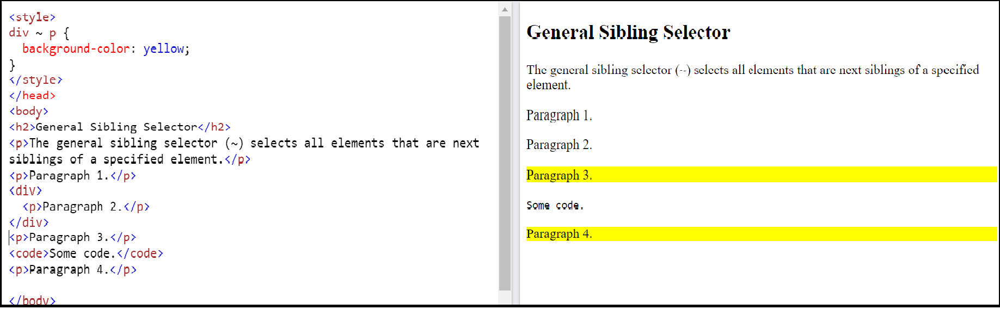 <style>
div ~ p {
  background-color: yellow;
}
</style>
</head>
<body>
<h2>General Sibling Selector</h2>
<p>The general sibling selector (~) selects all elements that are next
siblings of a specified element.</p>
<p>Paragraph 1.</p>
<div>
  <p>Paragraph 2.</p>
</div>
<p>Paragraph 3.</p>
<code>Some code.</code>
<p>Paragraph 4.</p>
</body>
General Sibling Selector
The general sibling selector (~) selects all elements that are next siblings of a specified
element.
Paragraph 1.
Paragraph 2.
Paragraph 3.
Some code.
Paragraph 4.